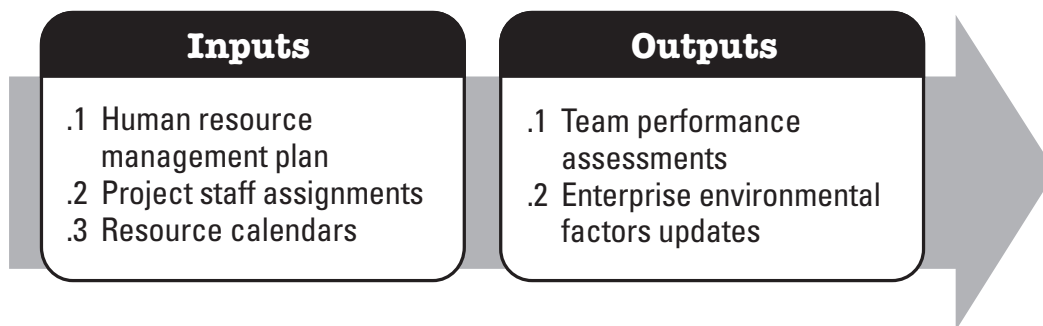 Inputs
.1 Human resource
management plan
.2 Project staff assignments
.3 Resource calendars
Outputs
.1 Team performance
assessments
.2 Enterprise environmental
factors updates